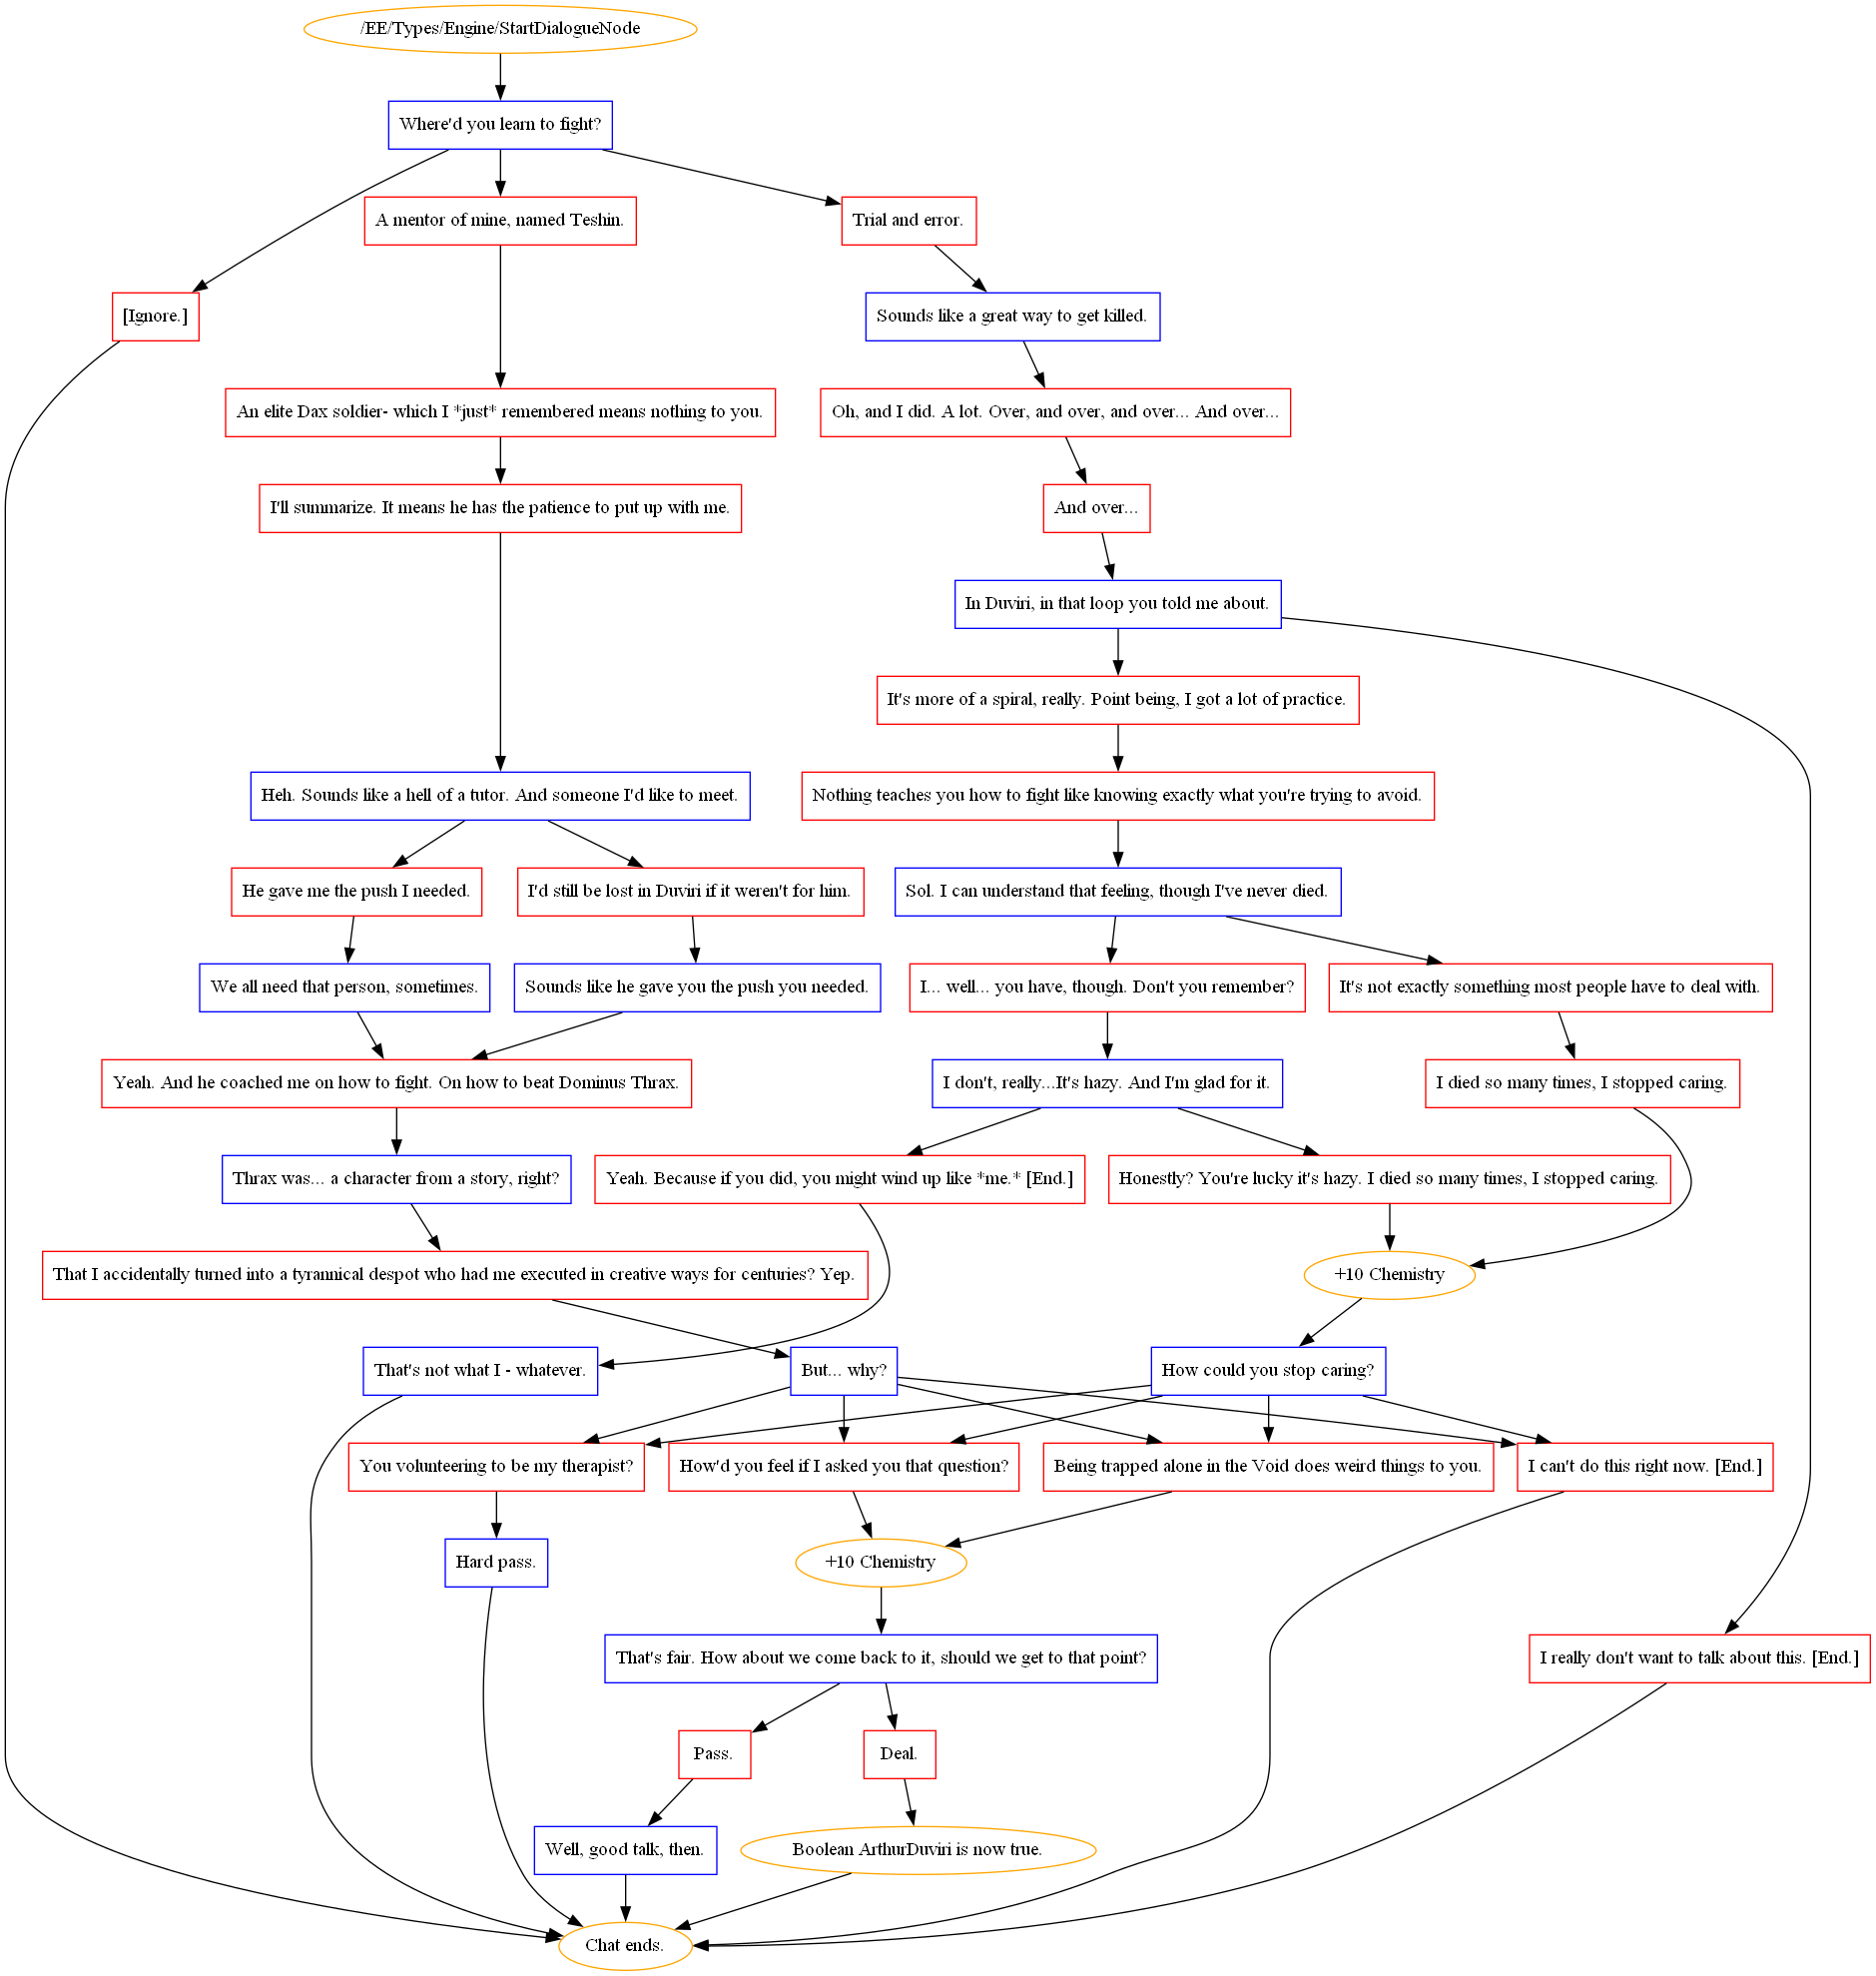 /EE/Types/Engine/StartDialogueNode
Where'd you learn to fight?
A mentor of mine, named Teshin.
Trial and error.
[Ignore.]
Sounds like a great way to get killed.
An elite Dax soldier- which I *just* remembered means nothing to you.
Oh, and I did. A lot. Over, and over, and over... And over...
I'll summarize. It means he has the patience to put up with me.
And over...
In Duviri, in that loop you told me about.
It's more of a spiral, really. Point being, I got a lot of practice.
Heh. Sounds like a hell of a tutor. And someone I'd like to meet.
Nothing teaches you how to fight like knowing exactly what you're trying to avoid.
He gave me the push I needed.
I'd still be lost in Duviri if it weren't for him.
Sol. I can understand that feeling, though I've never died.
We all need that person, sometimes.
Sounds like he gave you the push you needed.
I... well... you have, though. Don't you remember?
It's not exactly something most people have to deal with.
Yeah. And he coached me on how to fight. On how to beat Dominus Thrax.
I don't, really...It's hazy. And I'm glad for it.
I died so many times, I stopped caring.
Thrax was... a character from a story, right?
Yeah. Because if you did, you might wind up like *me.* [End.]
Honestly? You're lucky it's hazy. I died so many times, I stopped caring.
That I accidentally turned into a tyrannical despot who had me executed in creative ways for centuries? Yep.
+10 Chemistry
That's not what I - whatever.
But... why?
How could you stop caring?
You volunteering to be my therapist?
How'd you feel if I asked you that question?
Being trapped alone in the Void does weird things to you.
I can't do this right now. [End.]
Hard pass.
+10 Chemistry
That's fair. How about we come back to it, should we get to that point?
I really don't want to talk about this. [End.]
Pass.
Deal.
Well, good talk, then.
Boolean ArthurDuviri is now true.
Chat ends.